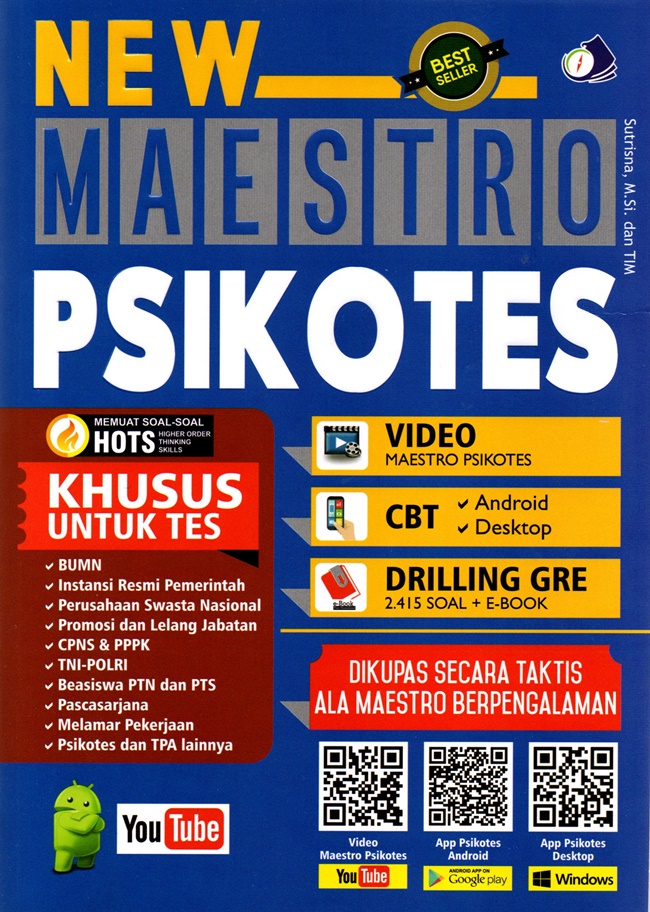 NEW
BEST
SELLER
MAESTRO
Sutrisna, M.Si. dan TIM
PSIKOTES
MEMUAT SOAL-SOAL
HOTS
HIGHER ORDER
THINKING
SKILLS
KHUSUS
UNTUK TES
BUMN
Instansi Resmi Pemerintah
Perusahaan Swasta Nasional
Promosi dan Lelang Jabatan
CPNS & PPPK
TNI-POLRI
Beasiswa PTN dan PTS
Pascasarjana
Melamar Pekerjaan
Psikotes dan TPA lainnya
VIDEO
MAESTRO PSIKOTES
CBT
Android
Desktop
e-Book
DRILLING GRE
2.415 SOAL + E-BOOK
DIKUPAS SECARA TAKTIS
ALA MAESTRO BERPENGALAMAN
YouTube
Video
Maestro Psikotes
YouTube
App Psikotes
Android
ANDROID APP ON
Google play
App Psikotes
Desktop
Windows